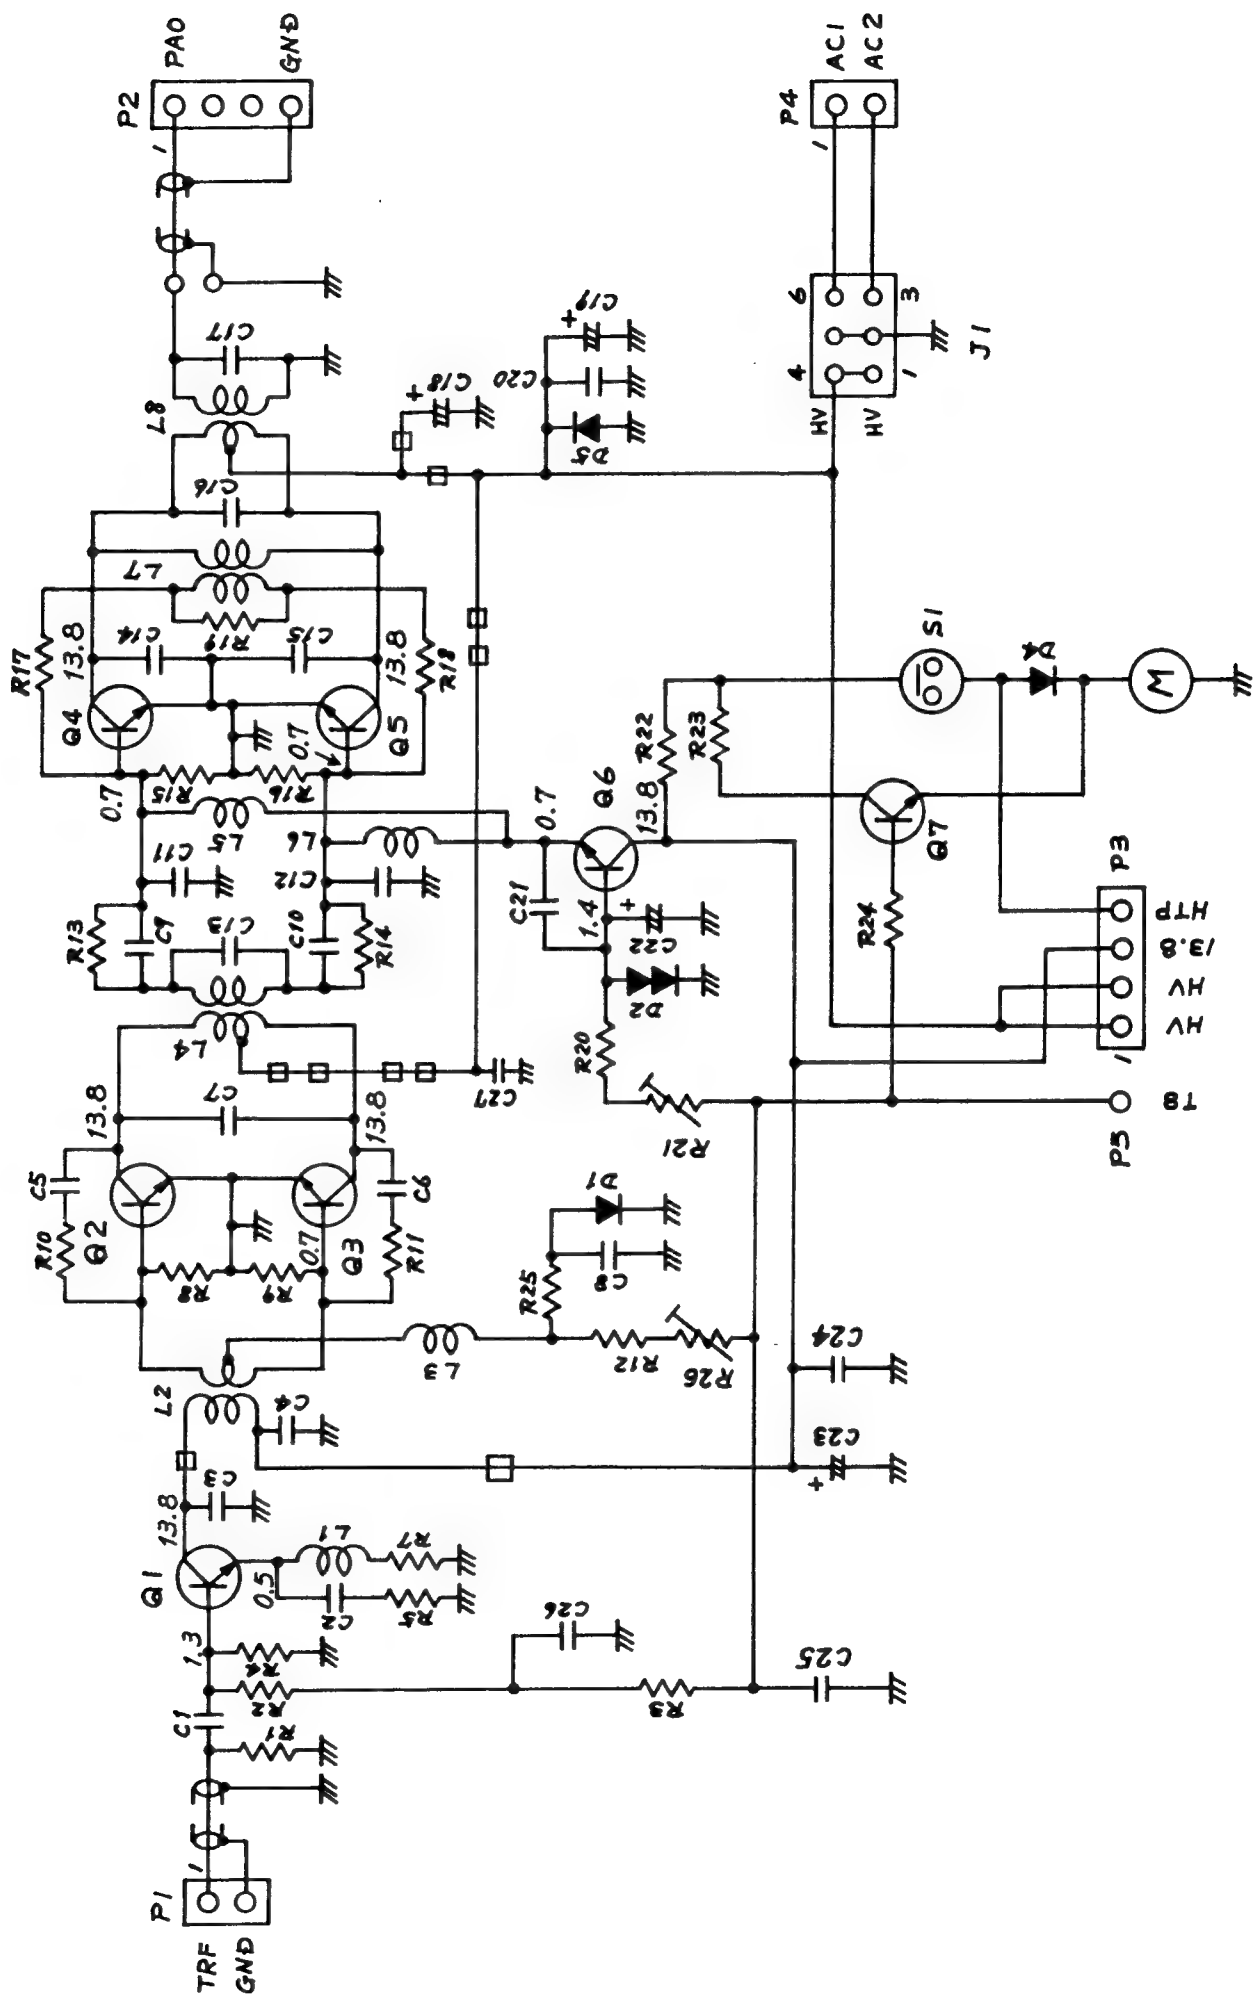 P1
TRF
GND
1
R1
C1
R2
R4
1.3
Q1
13.8
0.5
C2
R5
L1
R7
C3
C26
R3
C25
L2
C4
C23
C24
L3
R12
R26
R25
C8
D1
R8
R9
R10
C5
Q2
Q3
0.7
R11
C6
13.8
C7
13.8
L4
C27
C13
R13
C9
C10
R14
C11
C12
L5
L6
0.7
R15
R16
0.7
Q4
Q5
R17
13.8
13.8
R18
C14
C15
R19
L7
C16
L8
C17
C18
C19
C20
D5
P2
PAO
GND
1
R21
R20
D2
C22
1.4
C21
0.7
Q6
13.8
R22
R23
Q7
R24
S1
D4
M
P4
AC1
AC2
1
J1
6
3
4
1
HV
HV
P3
HTP
13.8
HV
HV
1
P5
T8